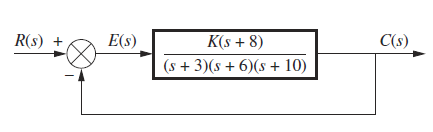 R(s) + E(s) K(s + 8) C(s)
(s + 3)(s + 6)(s + 10)
−